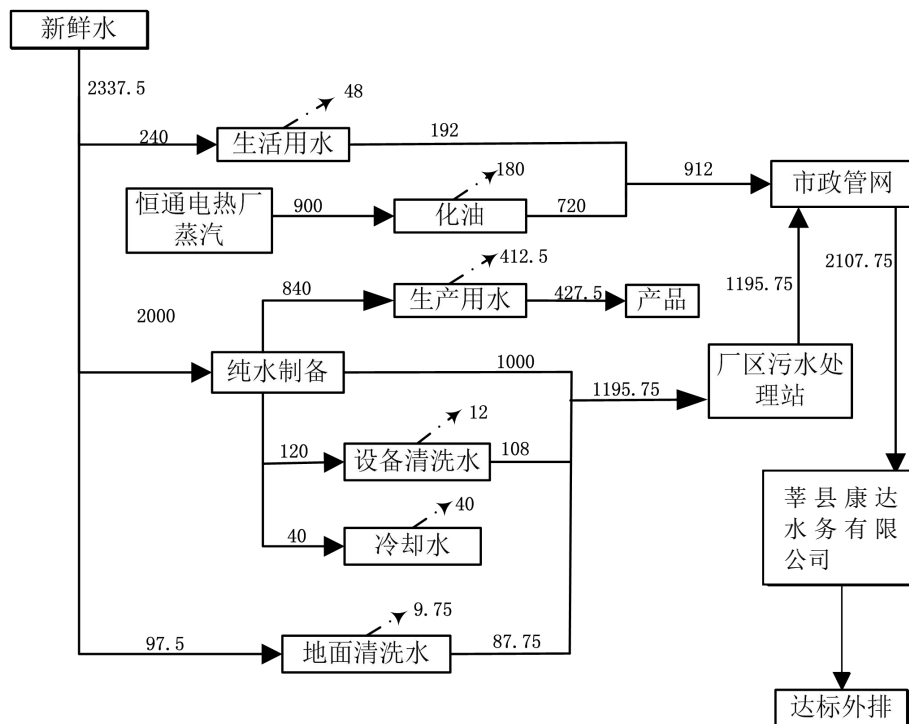 新鲜水
2337.5
48
240
生活用水
192
180
912
市政管网
恒通电热厂
蒸汽
900
化油
720
412.5
2107.75
840
生产用水
427.5
产品
1195.75
2000
纯水制备
1000
1195.75
厂区污水处
理站
12
120
设备清洗水
108
40
40
冷却水
莘县康达
水务有限
公司
9.75
97.5
地面清洗水
87.75
达标外排